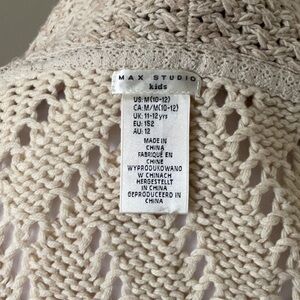 MAX STUDIO
kids
US: M(10-12)
CA: M/M(10-12)
UK: 11-12 yrs
EU: 152
AU: 12
MADE IN
CHINA
FABRIQUÉ EN
CHINE
WYPRODUKOWANO
W CHINACH
HERGESTELLT
IN CHINA
GEPRODUCEERD IN
CHINA